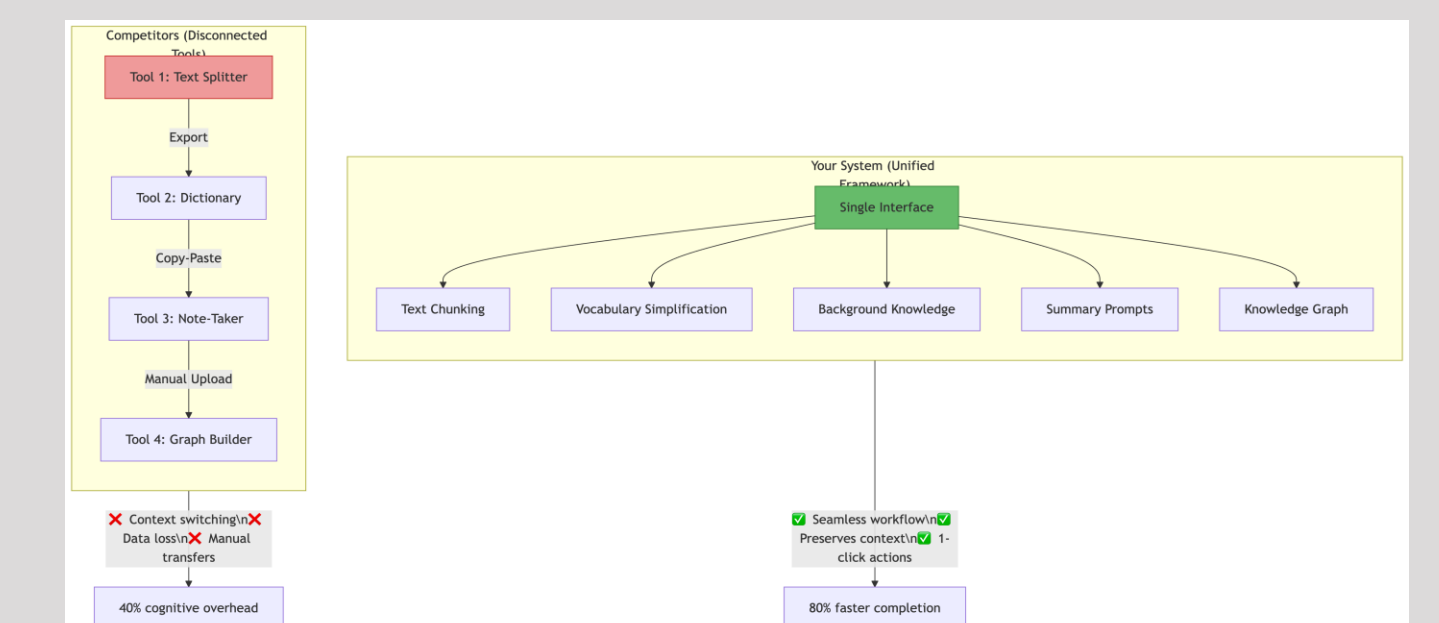 Competitors (Disconnected
Tools)
Tool 1: Text Splitter
Export
Tool 2: Dictionary
Copy-Paste
Tool 3: Note-Taker
Manual Upload
Tool 4: Graph Builder
❌ Context switching\n❌
Data loss\n❌ Manual
transfers
40% cognitive overhead
Your System (Unified
Framework)
Single Interface
Text Chunking
Vocabulary Simplification
Background Knowledge
Summary Prompts
Knowledge Graph
✅ Seamless workflow\n✅
Preserves context\n✅ 1-
click actions
80% faster completion